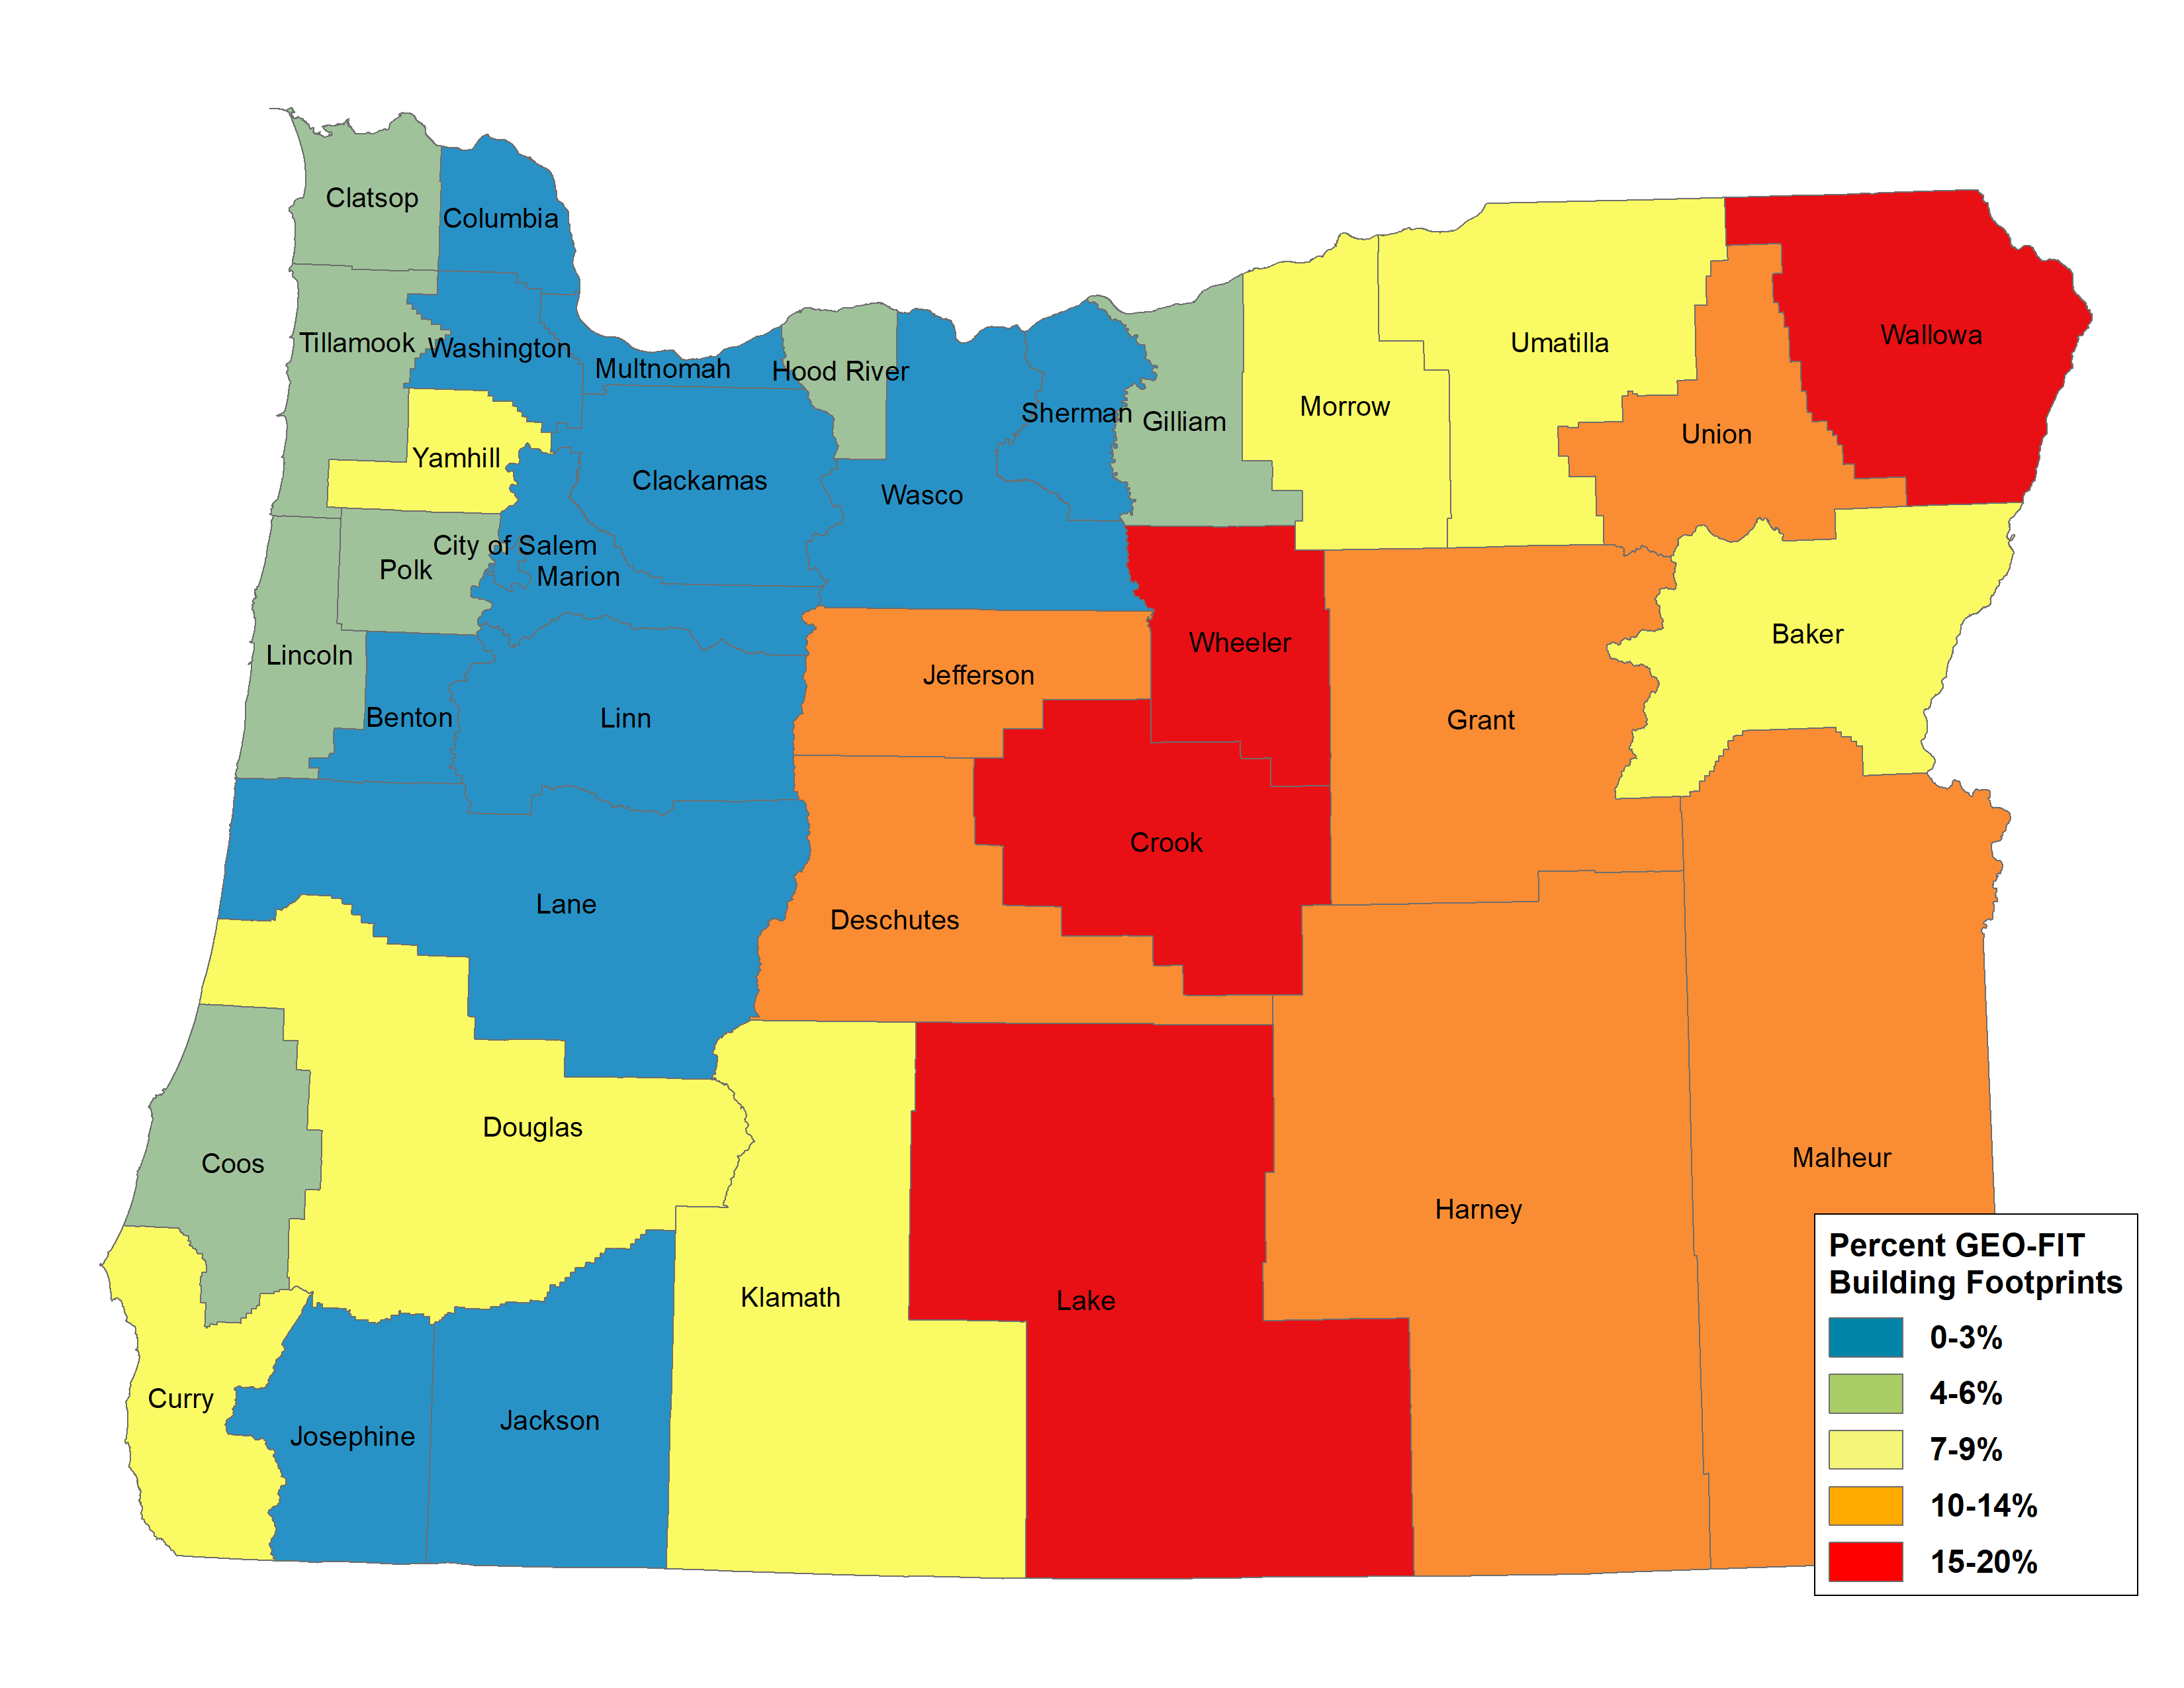 Clatsop
Columbia
Tillamook
Washington
Multnomah
Hood River
Sherman
Gilliam
Morrow
Umatilla
Wallowa
Union
Yamhill
Clackamas
Wasco
City of Salem
Polk
Marion
Lincoln
Wheeler
Baker
Jefferson
Benton
Linn
Grant
Crook
Lane
Deschutes
Douglas
Coos
Malheur
Harney
Klamath
Lake
Curry
Josephine
Jackson
Percent GEO-FIT
Building Footprints
0-3%
4-6%
7-9%
10-14%
15-20%